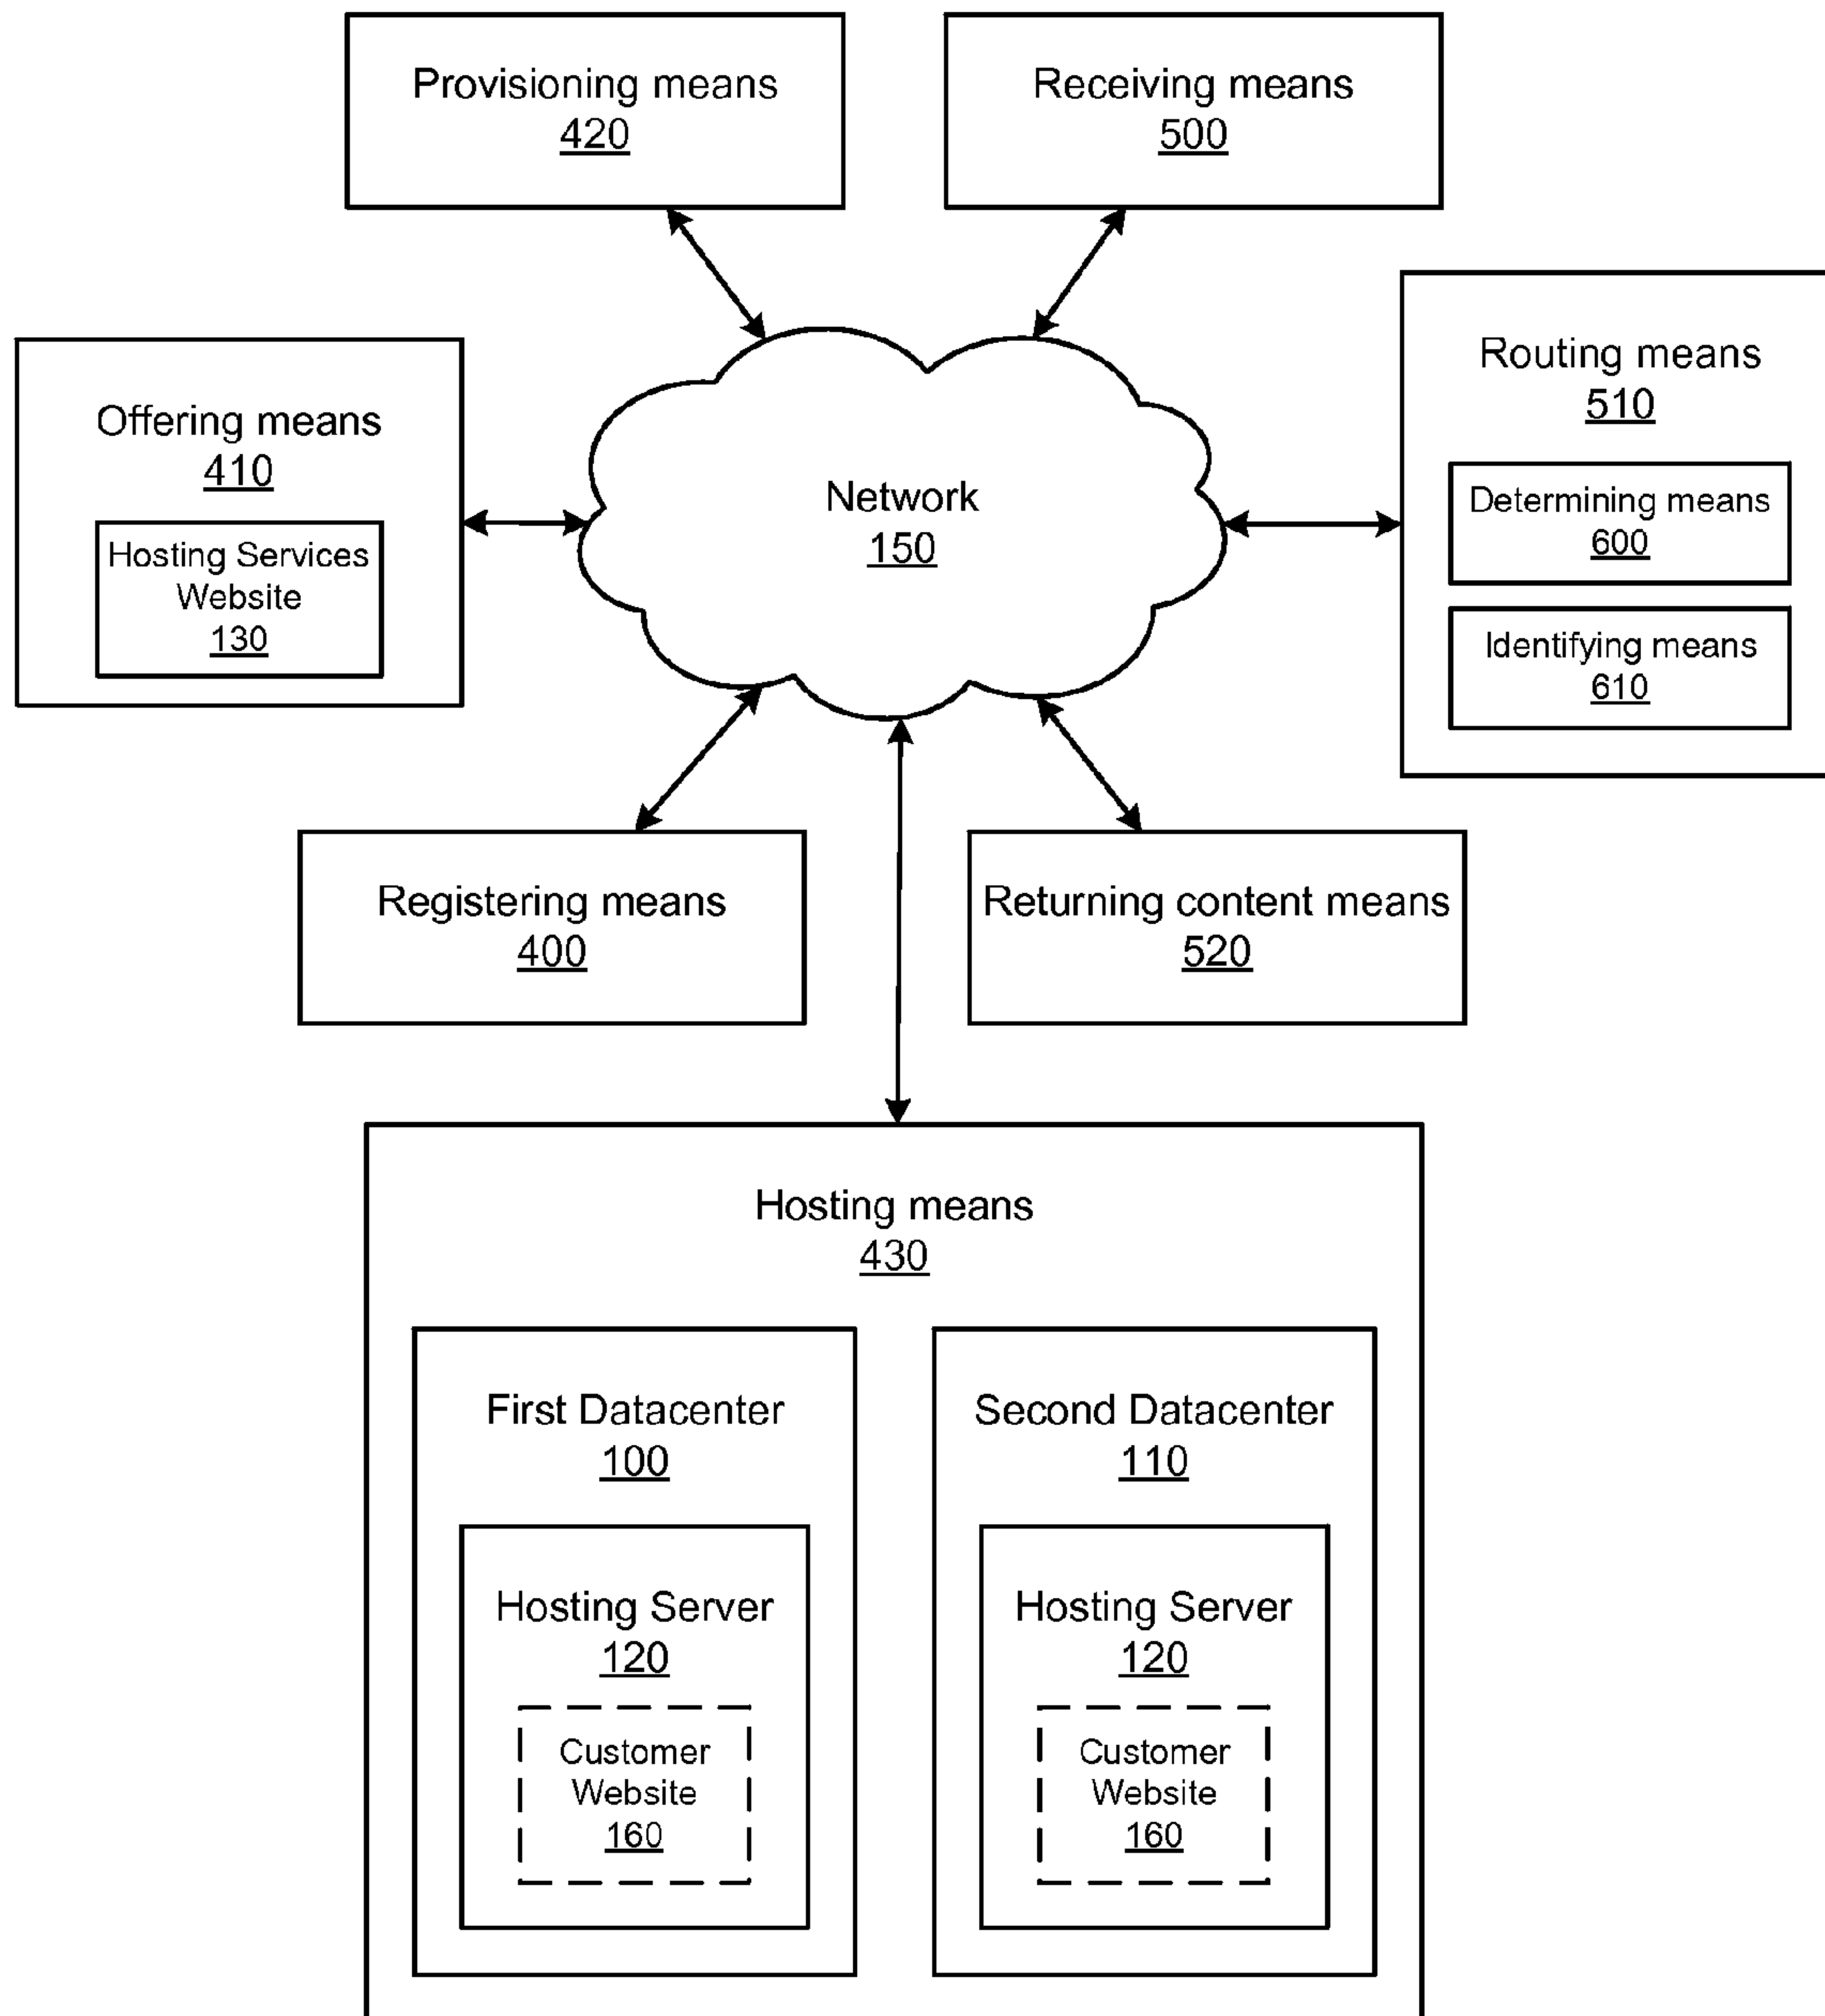 Provisioning means
420
Receiving means
500
Offering means
410
Hosting Services
Website
130
Network
150
Routing means
510
Determining means
600
Identifying means
610
Registering means
400
Returning content means
520
Hosting means
430
First Datacenter
100
Hosting Server
120
Customer
Website
160
Second Datacenter
110
Hosting Server
120
Customer
Website
160